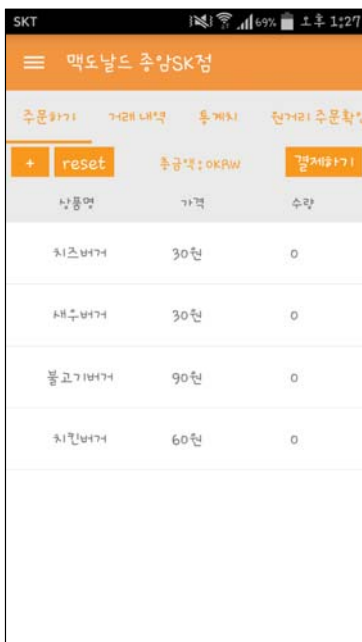 SKT 69% 오후 1:27
맥도날드 종암SK점
주문하기 거래내역 통계치 원거리 주문확인
+ reset 총금액:0KRW 결제하기
상품명 가격 수량
치즈버거 30원 0
새우버거 30원 0
불고기버거 90원 0
치킨버거 60원 0